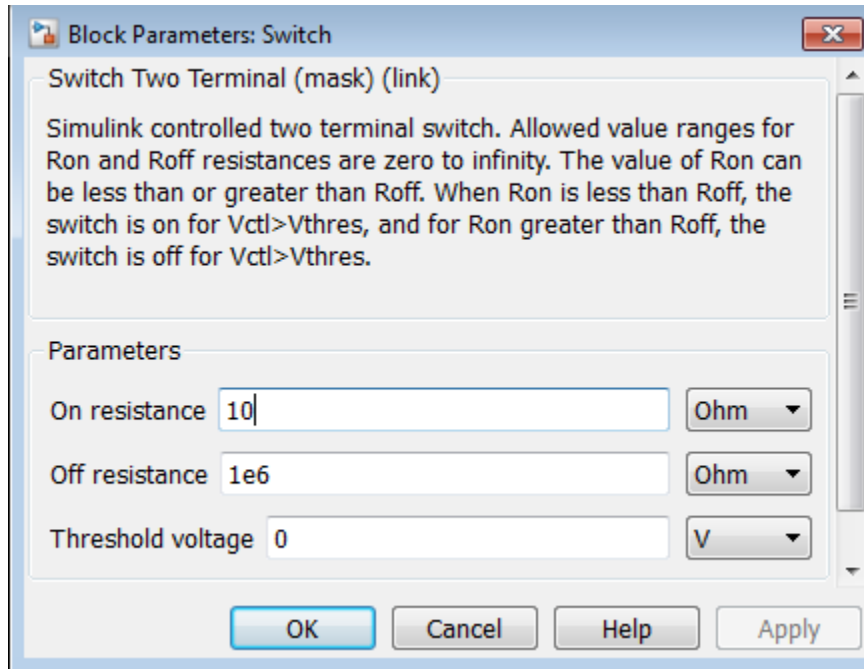 Block Parameters: Switch
Switch Two Terminal (mask) (link)
Simulink controlled two terminal switch. Allowed value ranges for
Ron and Roff resistances are zero to infinity. The value of Ron can
be less than or greater than Roff. When Ron is less than Roff, the
switch is on for Vctl>Vthres, and for Ron greater than Roff, the
switch is off for Vctl>Vthres.
Parameters
On resistance 10 Ohm
Off resistance 1e6 Ohm
Threshold voltage 0 V
OK Cancel Help Apply